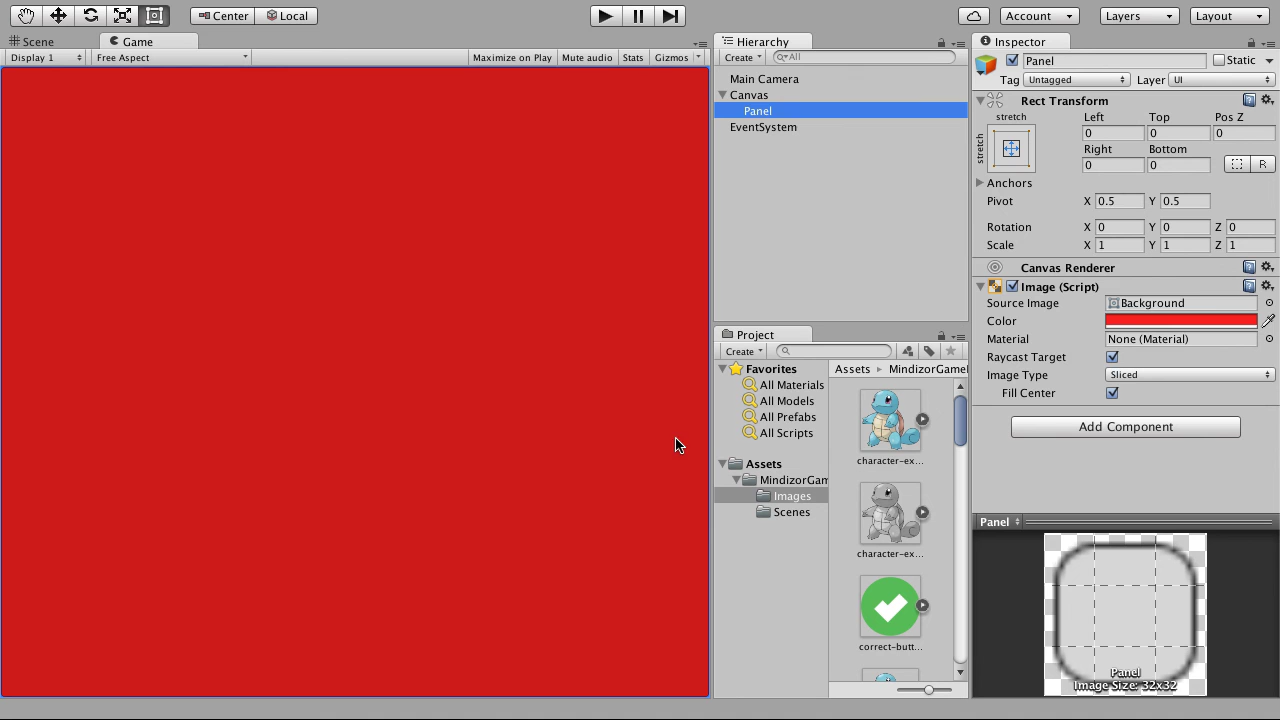 Center Local Account Layers Layout
Scene Game
Display 1 Free Aspect Maximize on Play Mute audio Stats Gizmos
Hierarchy
Create All
Main Camera
Canvas
Panel
EventSystem
Project
Create
Favorites
All Materials
All Models
All Prefabs
All Scripts
Assets
MindizorGam
Images
Scenes
Assets MindizorGameI
character-ex...
character-ex...
correct-butt...
Inspector
Panel Static
Tag Untagged Layer UI
Rect Transform
stretch Left Top Pos Z
stretch 0 0 0
Right Bottom
0 0 R
Anchors
Pivot X 0.5 Y 0.5
Rotation X 0 Y 0 Z 0
Scale X 1 Y 1 Z 1
Canvas Renderer
Image (Script)
Source Image Background
Color
Material None (Material)
Raycast Target
Image Type Sliced
Fill Center
Add Component
Panel
Panel
Image Size: 32x32